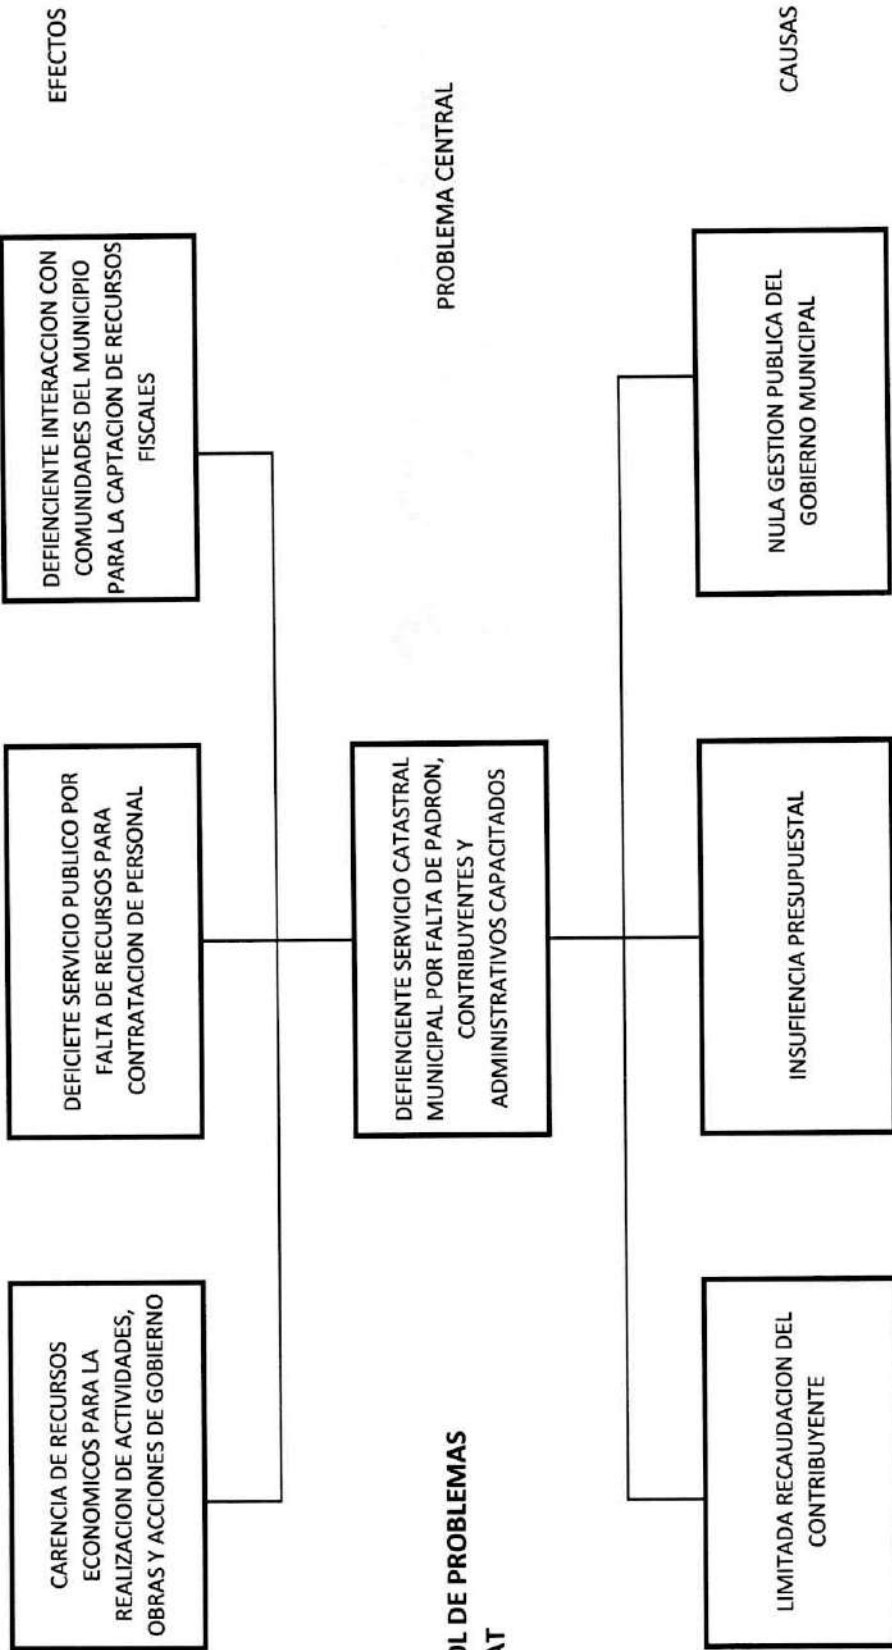 CARENCIA DE RECURSOS
ECONOMICOS PARA LA
REALIZACION DE ACTIVIDADES,
OBRAS Y ACCIONES DE GOBIERNO
DEFICIETE SERVICIO PUBLICO POR
FALTA DE RECURSOS PARA
CONTRATACION DE PERSONAL
DEFIENCIENTE INTERACCION CON
COMUNIDADES DEL MUNICIPIO
PARA LA CAPTACION DE RECURSOS
FISCALES
EFECTOS
OL DE PROBLEMAS
AT
DEFIENCIENTE SERVICIO CATASTRAL
MUNICIPAL POR FALTA DE PADRON,
CONTRIBUYENTES Y
ADMINISTRATIVOS CAPACITADOS
PROBLEMA CENTRAL
LIMITADA RECAUDACION DEL
CONTRIBUYENTE
INSUFIENCIA PRESUPUESTAL
NULA GESTION PUBLICA DEL
GOBIERNO MUNICIPAL
CAUSAS